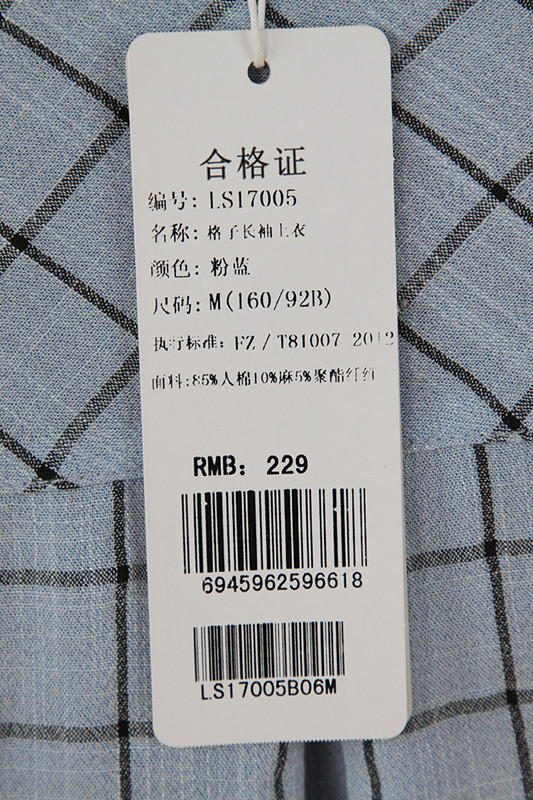 合格证
编号: LS17005
名称: 格子长袖上衣
颜色: 粉蓝
尺码: M(160/92B)
执行标准: FZ/T81007 2012
面料:85%人棉10%麻5%聚酯纤
RMB: 229
6945962596618
LS17005B06M